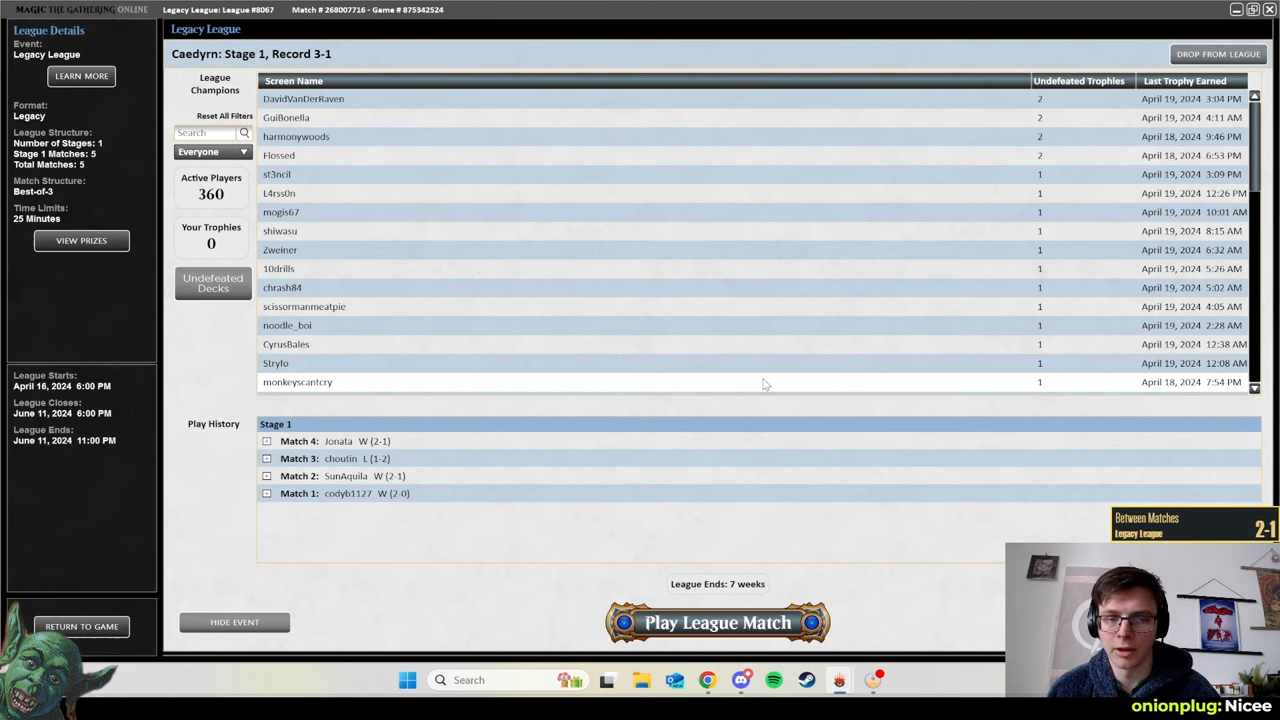 MAGIC THE GATHERING ONLINE
Legacy League: League #8067
Match # 268007716 - Game # 875342524
League Details
Event:
Legacy League
LEARN MORE
Format:
Legacy
League Structure:
Number of Stages: 1
Stage 1 Matches: 5
Total Matches: 5
Match Structure:
Best-of-3
Time Limits:
25 Minutes
VIEW PRIZES
League Starts:
April 16, 2024 6:00 PM
League Closes:
June 11, 2024 6:00 PM
League Ends:
June 11, 2024 11:00 PM
RETURN TO GAME
Legacy League
Caedyrn: Stage 1, Record 3-1
DROP FROM LEAGUE
League
Champions
Reset All Filters
Search
Everyone
Active Players
360
Your Trophies
0
Undefeated
Decks
Screen Name Undefeated Trophies Last Trophy Earned
DavidVanDerRaven 2 April 19, 2024 3:04 PM
GuiBonella 2 April 19, 2024 4:11 AM
harmonywoods 2 April 18, 2024 9:46 PM
Flossed 2 April 18, 2024 6:53 PM
st3ncil 1 April 19, 2024 3:09 PM
L4rss0n 1 April 19, 2024 12:26 PM
mogis67 1 April 19, 2024 10:01 AM
shiwasu 1 April 19, 2024 8:15 AM
Zweiner 1 April 19, 2024 6:32 AM
10drills 1 April 19, 2024 5:26 AM
chrash84 1 April 19, 2024 5:02 AM
scissormanmeatpie 1 April 19, 2024 4:05 AM
noodle_boi 1 April 19, 2024 2:28 AM
CyrusBales 1 April 19, 2024 12:38 AM
Stryfo 1 April 19, 2024 12:08 AM
monkeyscantcry 1 April 18, 2024 7:54 PM
Play History
Stage 1
Match 4: Jonata W (2-1)
Match 3: choutin L (1-2)
Match 2: SunAquila W (2-1)
Match 1: codyb1127 W (2-0)
Between Matches
Legacy League
2-1
League Ends: 7 weeks
HIDE EVENT
Play League Match
Search
onionplug: Nicee